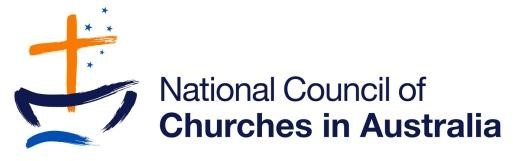 National Council of
Churches in Australia